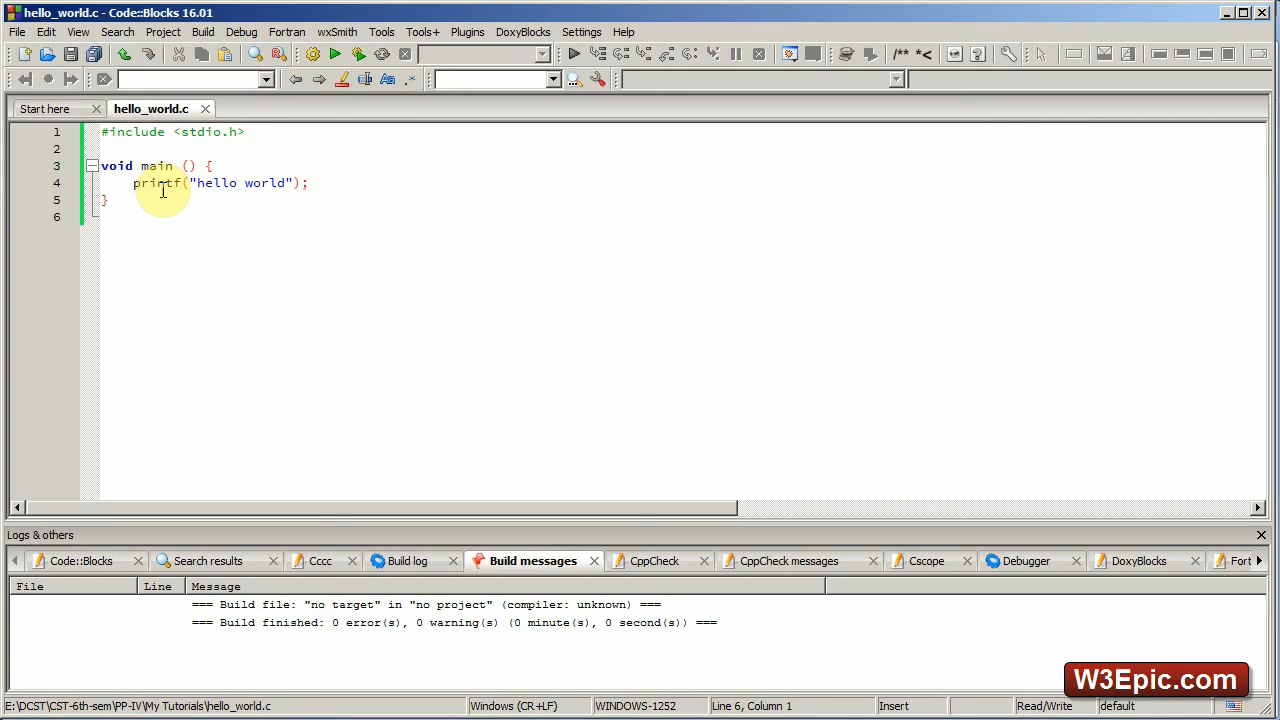 hello_world.c - Code::Blocks 16.01
File Edit View Search Project Build Debug Fortran wxSmith Tools Tools+ Plugins DoxyBlocks Settings Help
/** *<
Aa .*
Start here hello_world.c
1 #include <stdio.h>
2
3 void main () {
4 printf("hello world");
5 }
6
Logs & others
Code::Blocks Search results Cccc Build log Build messages CppCheck CppCheck messages Cscope Debugger DoxyBlocks Fort
File Line Message
=== Build file: "no target" in "no project" (compiler: unknown) ===
=== Build finished: 0 error(s), 0 warning(s) (0 minute(s), 0 second(s)) ===
W3Epic.com
E:\DCST\CST-6th-sem\PP-IV\My Tutorials\hello_world.c Windows (CR+LF) WINDOWS-1252 Line 6, Column 1 Insert Read/Write default